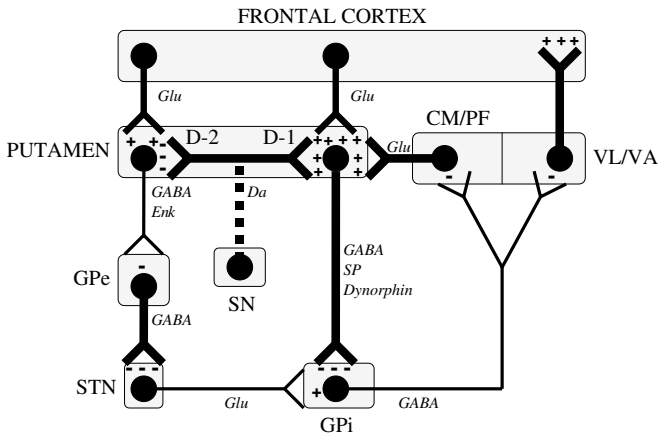 FRONTAL CORTEX
+ + +
Glu
Glu
CM/PF
PUTAMEN
+ +
D-2
D-1
++ + +
Glu
VL/VA
-
-
-
+ +
+ +
-
-
GABA
Enk
Da
GABA
SP
Dynorphin
GPe
-
SN
GABA
STN
- - -
- - -
+
Glu
GABA
GPi